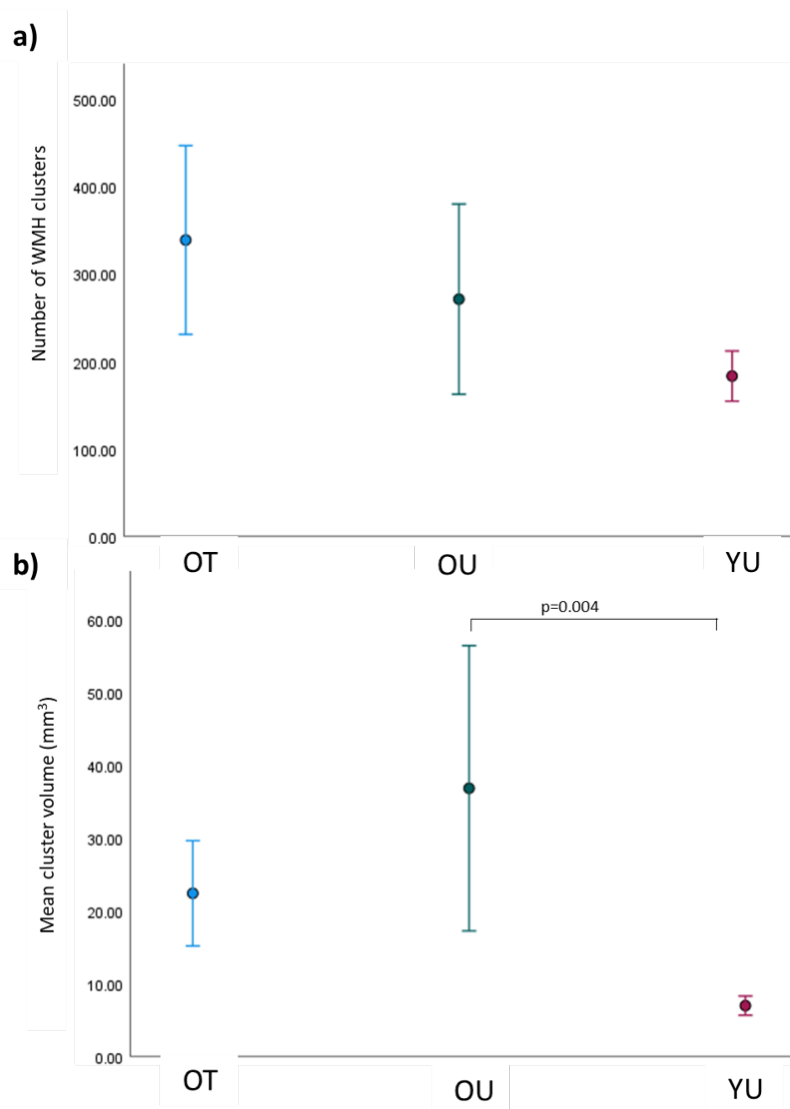 a)
Number of WMH clusters
500.00
400.00
300.00
200.00
100.00
0.00
OT OU YU
b)
Mean cluster volume (mm³)
p=0.004
60.00
50.00
40.00
30.00
20.00
10.00
0.00
OT OU YU